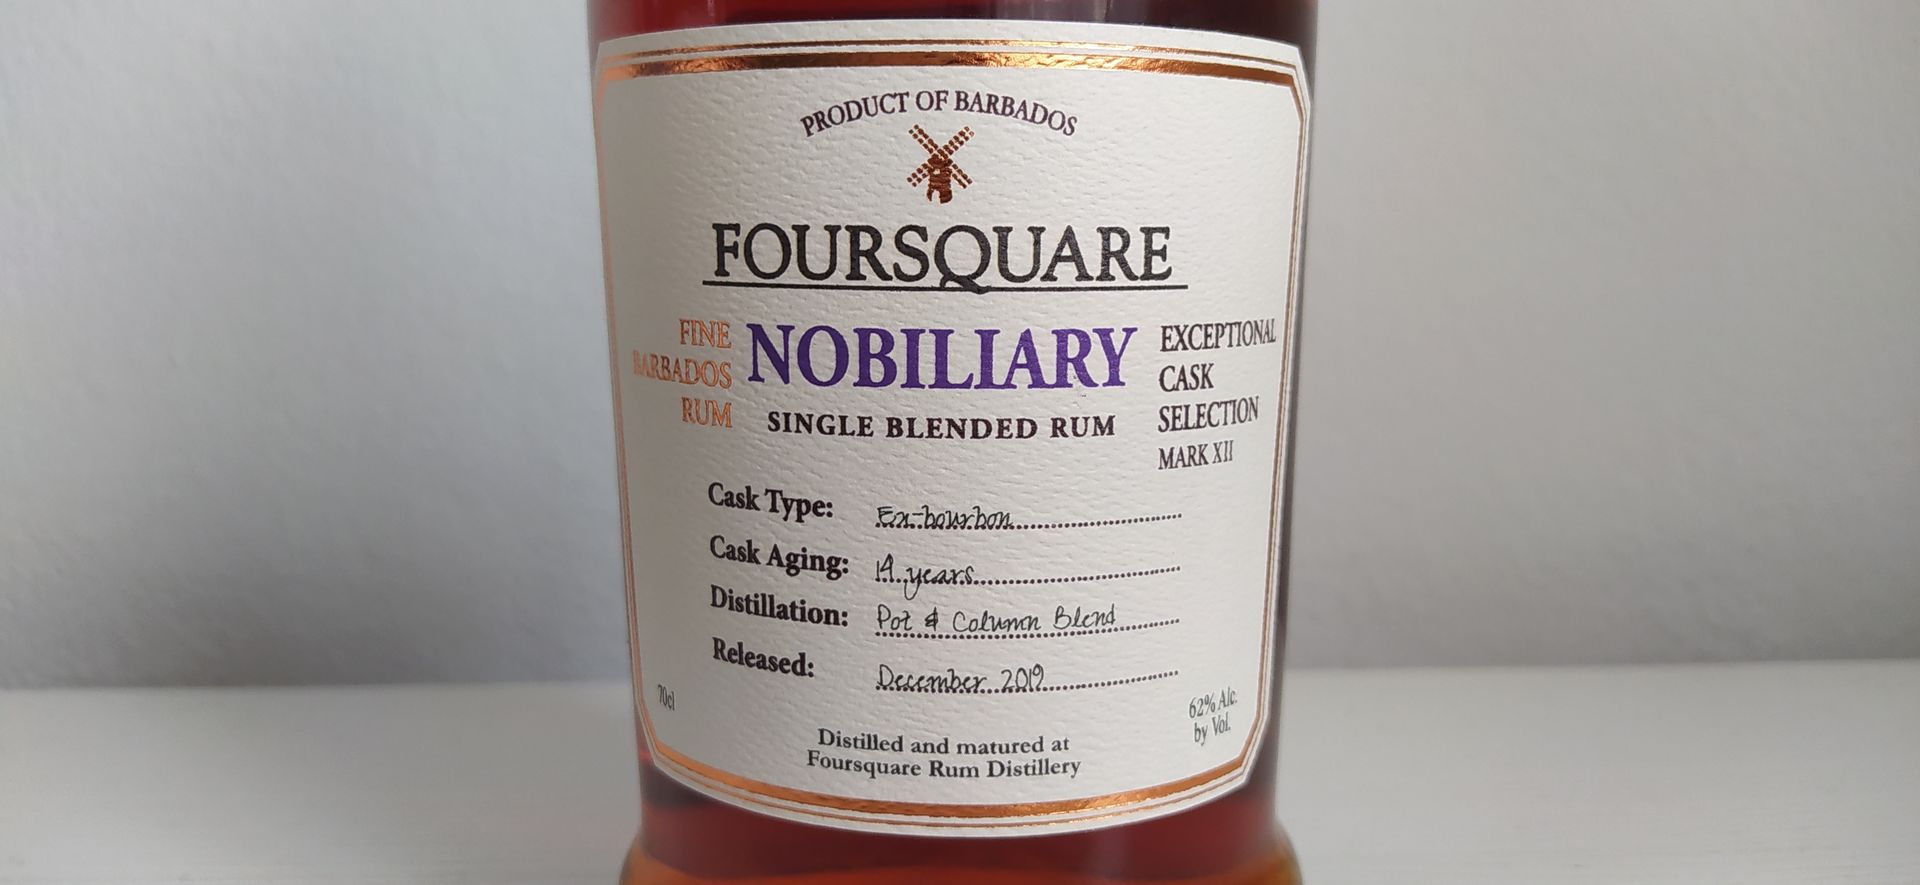 PRODUCT OF BARBADOS
FOURSQUARE
FINE
BARBADOS
RUM
NOBILIARY
SINGLE BLENDED RUM
EXCEPTIONAL
CASK
SELECTION
MARK XII
Cask Type: Ex-bourbon
Cask Aging: 14 years
Distillation: Pot & Column Blend
Released: December 2019
70cl
62% Alc.
by Vol.
Distilled and matured at
Foursquare Rum Distillery